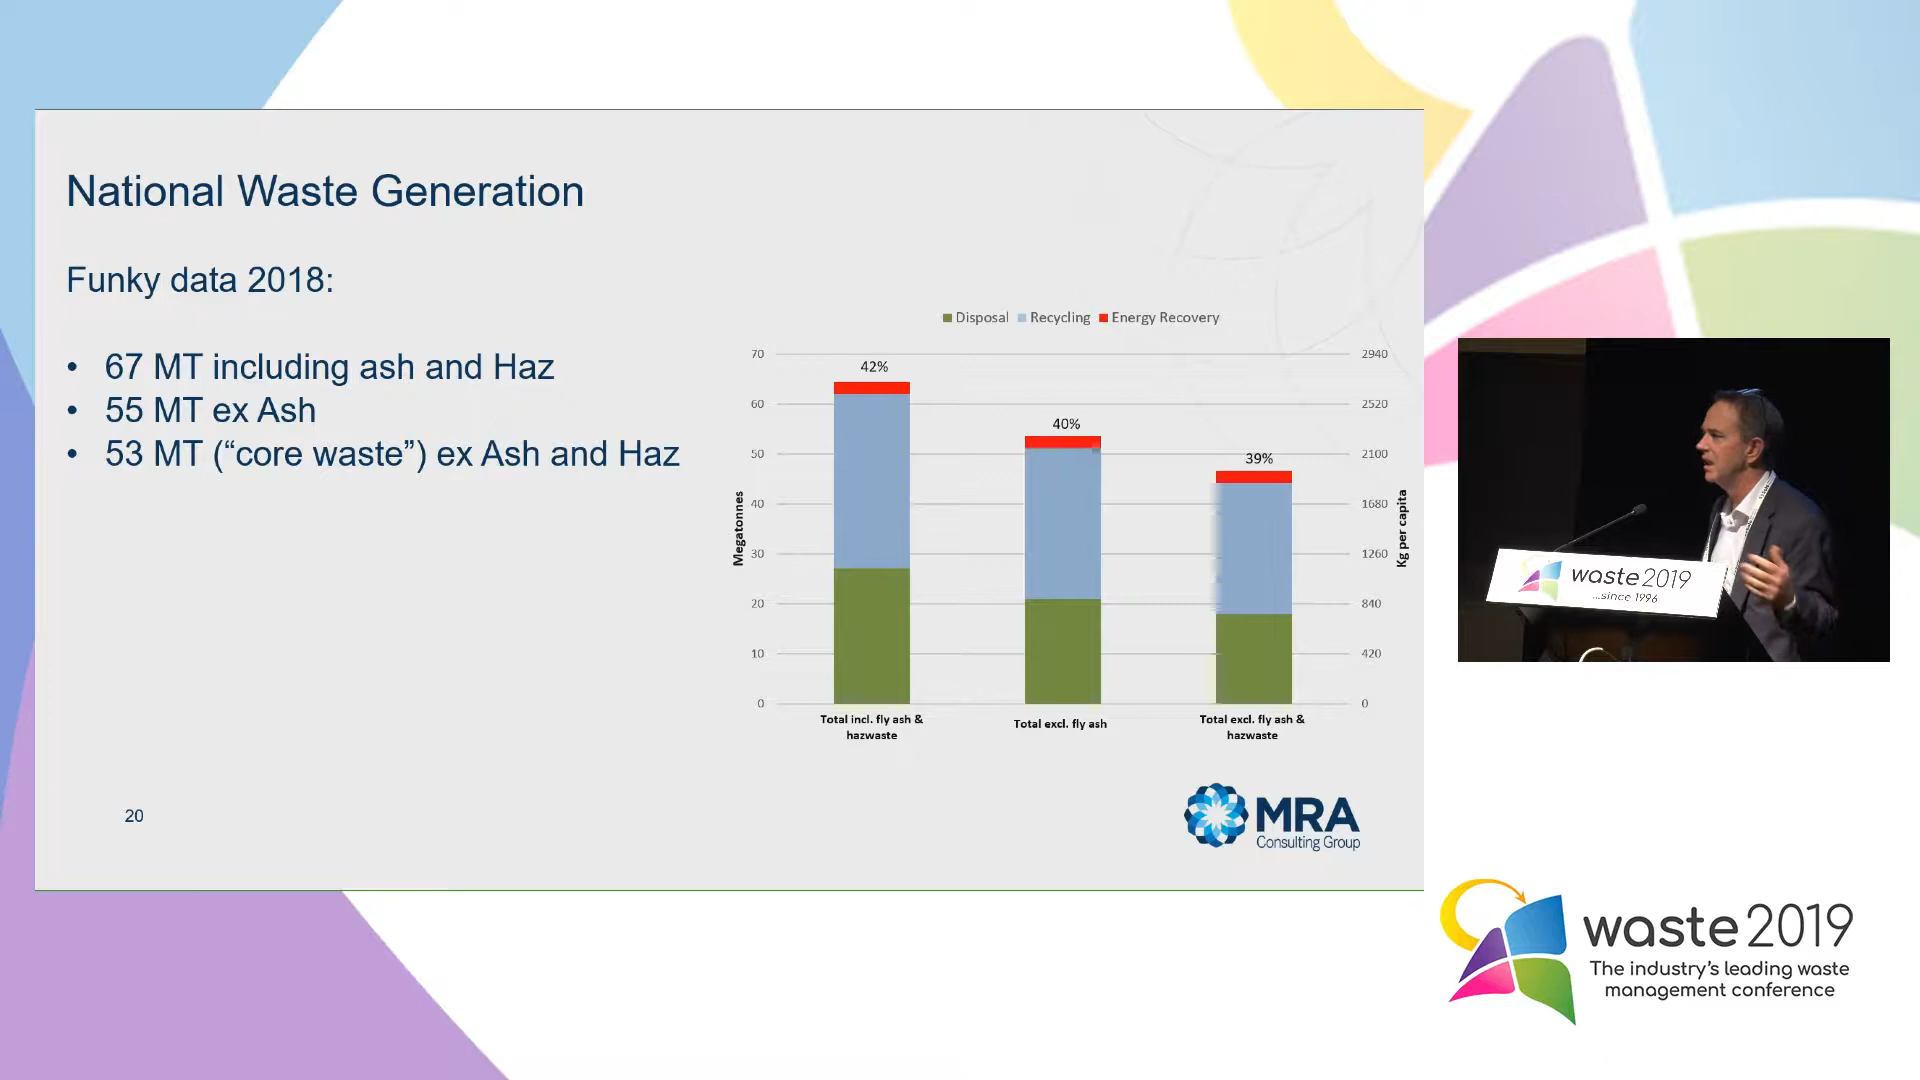 National Waste Generation
Funky data 2018:
• 67 MT including ash and Haz
• 55 MT ex Ash
• 53 MT (“core waste”) ex Ash and Haz
20
Disposal Recycling Energy Recovery
70
60
50
40
30
20
10
0
Megatonnes
42%
40%
39%
2940
2520
2100
1680
1260
840
420
0
Kg per capita
Total incl. fly ash &
hazwaste
Total excl. fly ash
Total excl. fly ash &
hazwaste
MRA
Consulting Group
waste 2019
...since 1996
waste 2019
The industry's leading waste
management conference